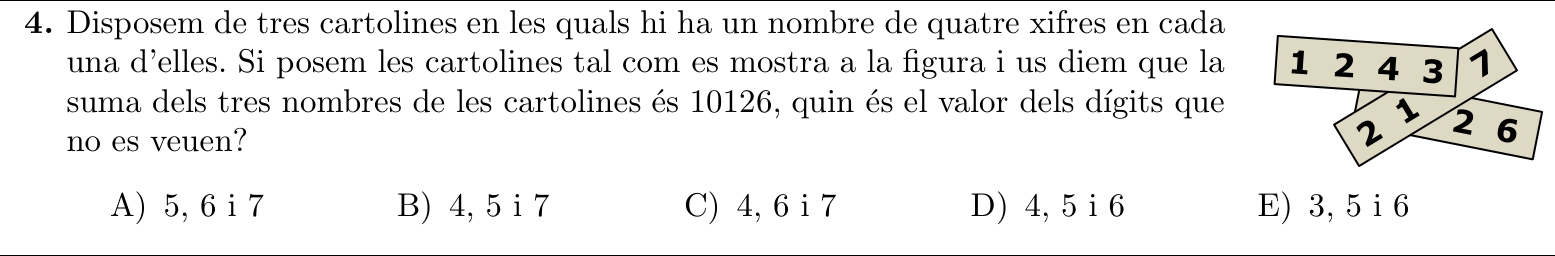 4. Disposem de tres cartolines en les quals hi ha un nombre de quatre xifres en cada
una d'elles. Si posem les cartolines tal com es mostra a la figura i us diem que la
suma dels tres nombres de les cartolines és 10126, quin és el valor dels dígits que
no es veuen?
1 2 4 3
2 1 7
2 6
A) 5, 6 i 7 B) 4, 5 i 7 C) 4, 6 i 7 D) 4, 5 i 6 E) 3, 5 i 6